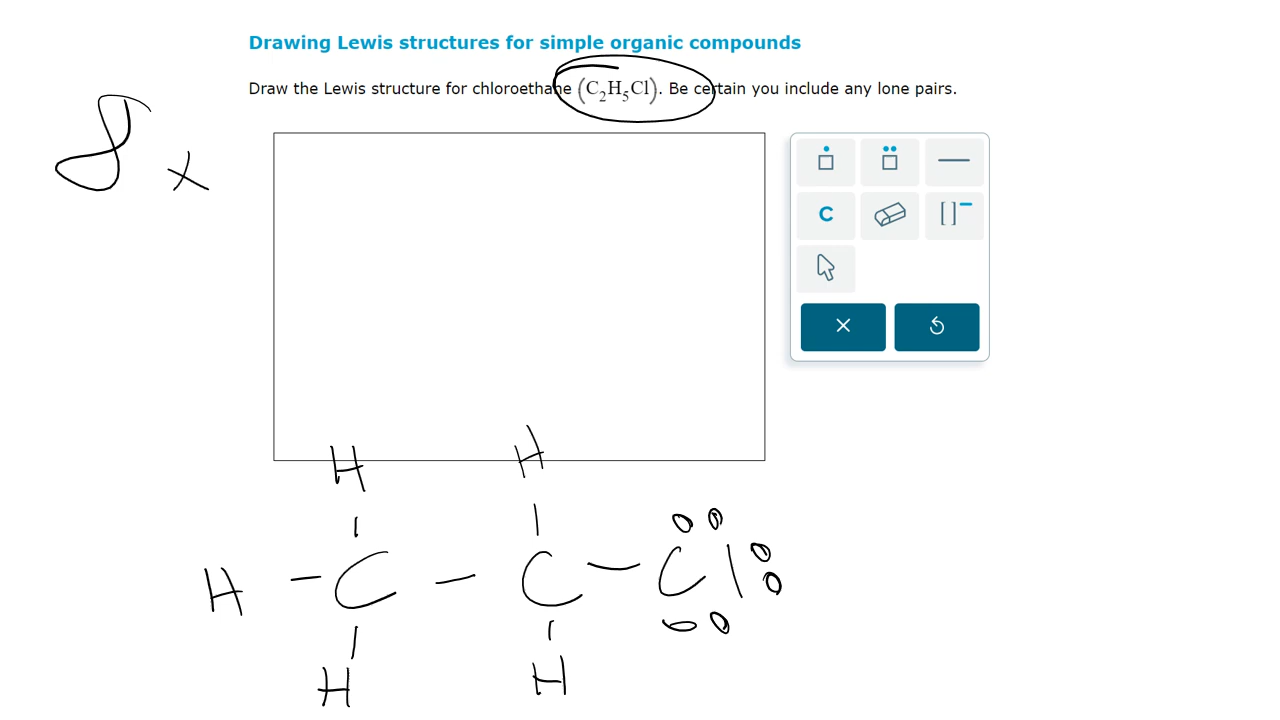 Drawing Lewis structures for simple organic compounds
Draw the Lewis structure for chloroethane (C₂H₅Cl). Be certain you include any lone pairs.
8 x
C
[ ]⁻
H H
H - C - C - Cl
H H